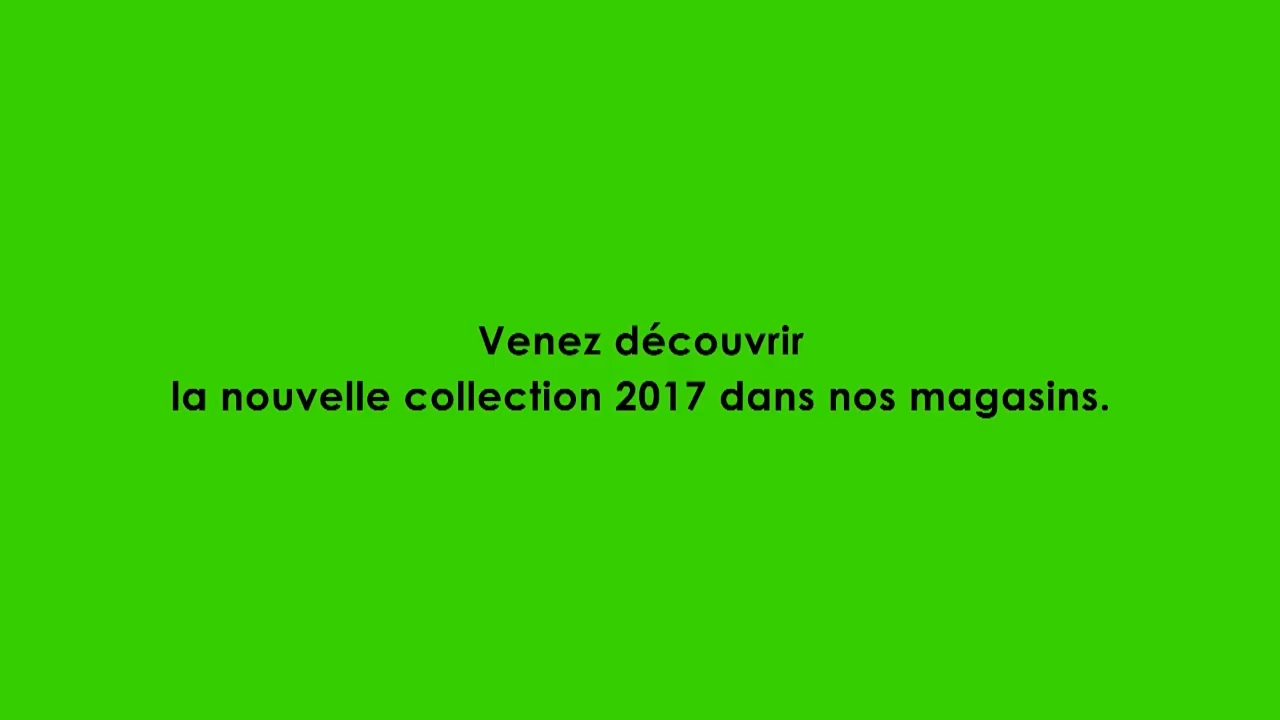 Venez découvrir
la nouvelle collection 2017 dans nos magasins.